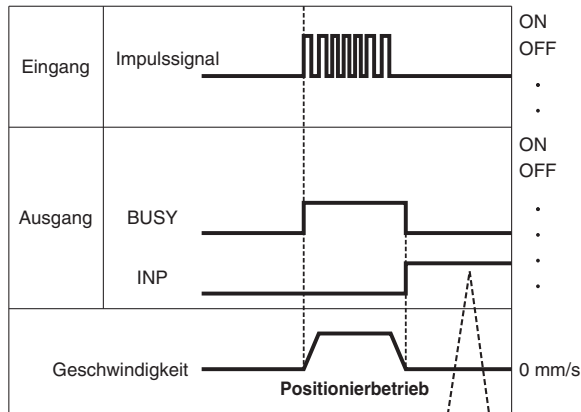 ON
OFF
Eingang
Impulssignal
ON
OFF
Ausgang
BUSY
INP
Geschwindigkeit
0 mm/s
Positionierbetrieb